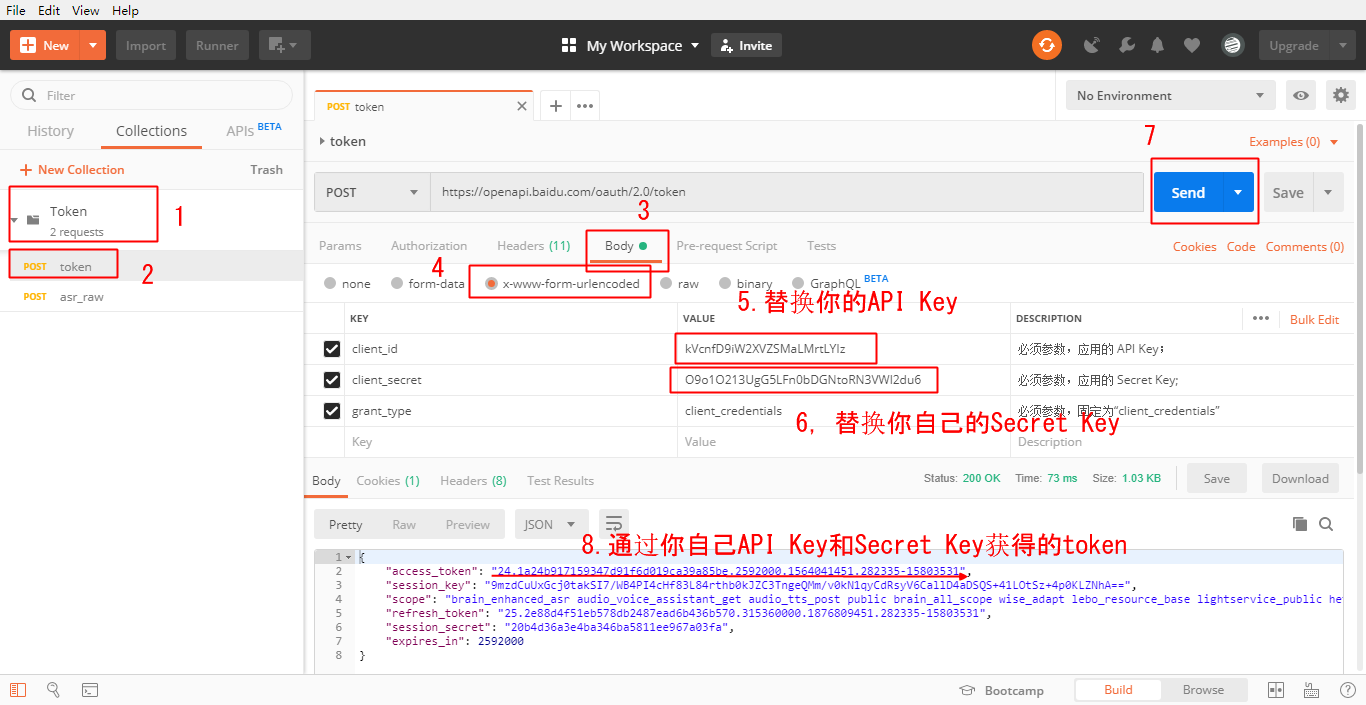 File Edit View Help
New Import Runner My Workspace Invite Upgrade
Filter
History Collections APIs BETA
New Collection Trash
Token
2 requests
1
POST token
2
POST asr_raw
POST token
No Environment
token
Examples (0)
7
POST https://openapi.baidu.com/oauth/2.0/token Send Save
3
Params Authorization Headers (11) Body Pre-request Script Tests Cookies Code Comments (0)
4
none form-data x-www-form-urlencoded raw binary GraphQL BETA
5.替换你的API Key
KEY VALUE DESCRIPTION Bulk Edit
client_id kVcnfD9iW2XVZSMaLMrtLYIz 必须参数，应用的 API Key；
client_secret O9o1O213UgG5LFn0bDGNtoRN3VWl2du6 必须参数，应用的 Secret Key;
grant_type client_credentials 必须参数，固定为“client_credentials”
6, 替换你自己的Secret Key
Key Value Description
Body Cookies (1) Headers (8) Test Results Status: 200 OK Time: 73 ms Size: 1.03 KB Save Download
Pretty Raw Preview JSON
8.通过你自己API Key和Secret Key获得的token
1 {
2 "access_token": "24.1a24b917159347d91f6d019ca39a85be.2592000.1564041451.282335-15803531",
3 "session_key": "9mzdCuUxGcj0takSI7/WB4PI4cHf83L84rthb0kJZC3TngeQMm/v0kN1qyCdRsyV6CallD4aDSQS+41LOtSz+4p0KLZNhA==",
4 "scope": "brain_enhanced_asr audio_voice_assistant_get audio_tts_post public brain_all_scope wise_adapt lebo_resource_base lightservice_public he
5 "refresh_token": "25.2e88d4f51eb578db2487ead6b436b570.315360000.1876809451.282335-15803531",
6 "session_secret": "20b4d36a3e4ba346ba5811ee967a03fa",
7 "expires_in": 2592000
8 }
Bootcamp Build Browse